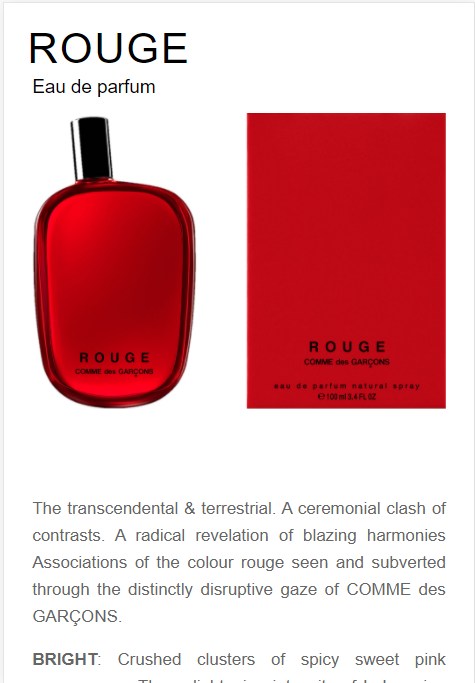 ROUGE
Eau de parfum
ROUGE
COMME des GARÇONS
ROUGE
COMME des GARÇONS
eau de parfum natural spray
℮ 100 ml 3.4 FL OZ
The transcendental & terrestrial. A ceremonial clash of
contrasts. A radical revelation of blazing harmonies
Associations of the colour rouge seen and subverted
through the distinctly disruptive gaze of COMME des
GARÇONS.
BRIGHT: Crushed clusters of spicy sweet pink